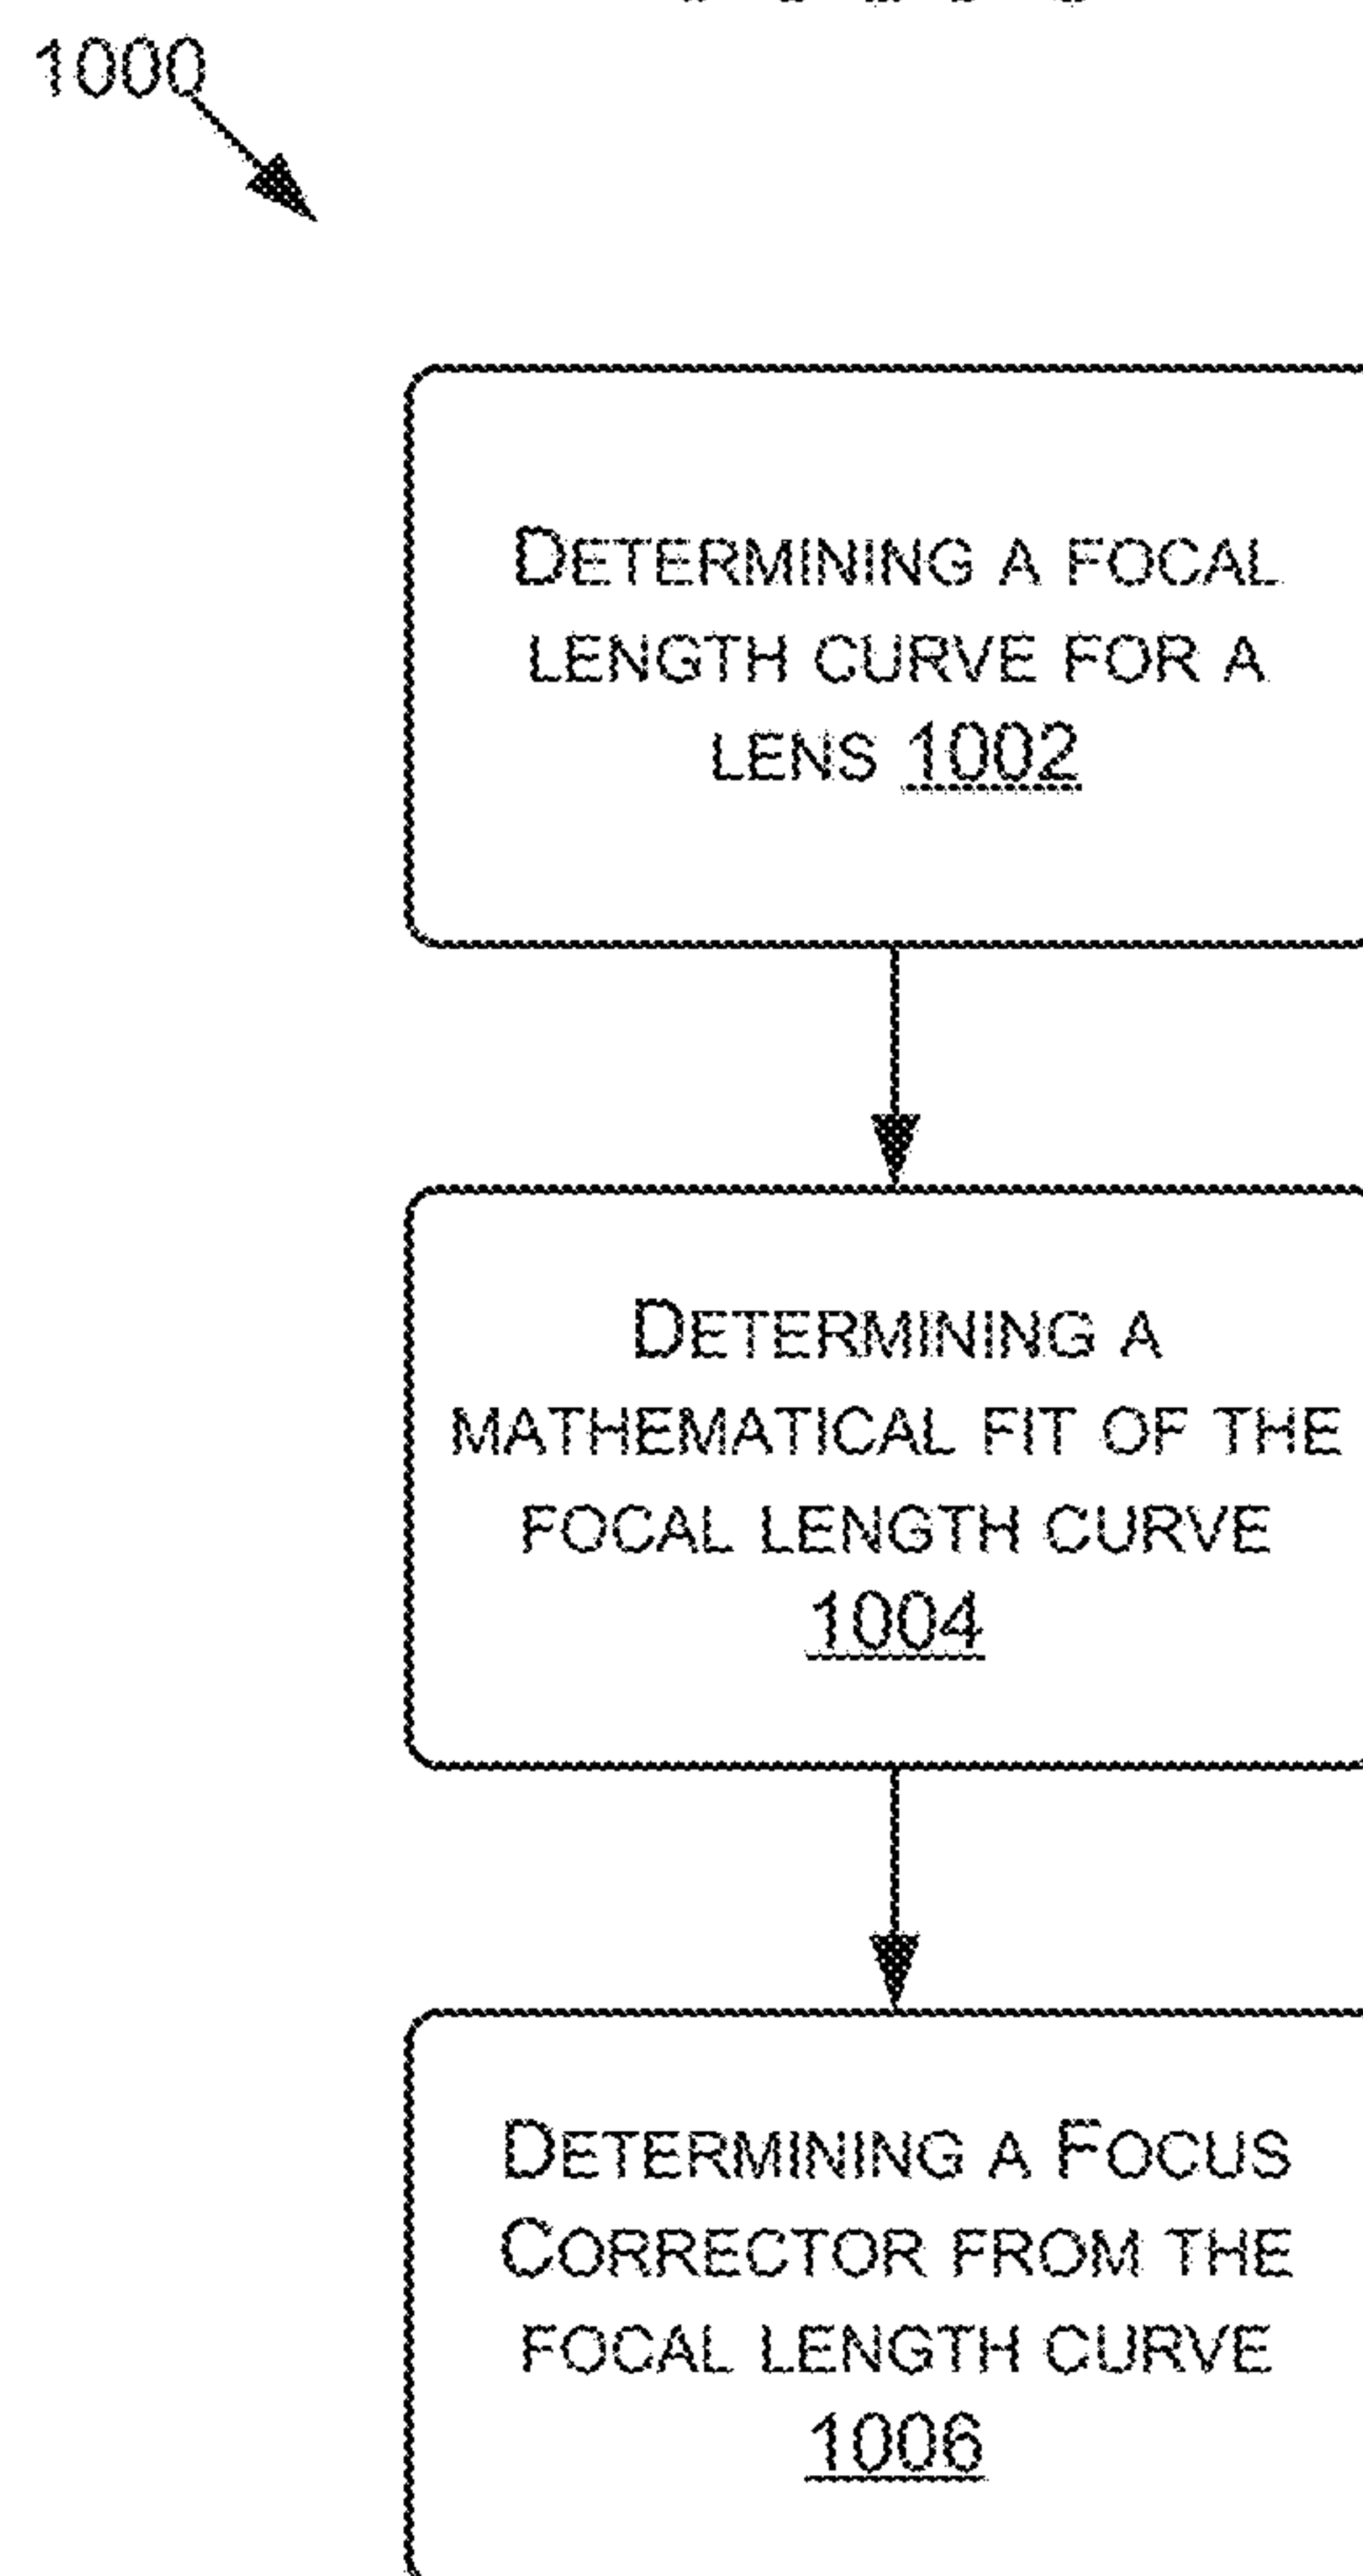 1000
DETERMINING A FOCAL
LENGTH CURVE FOR A
LENS 1002
DETERMINING A
MATHEMATICAL FIT OF THE
FOCAL LENGTH CURVE
1004
DETERMINING A FOCUS
CORRECTOR FROM THE
FOCAL LENGTH CURVE
1006